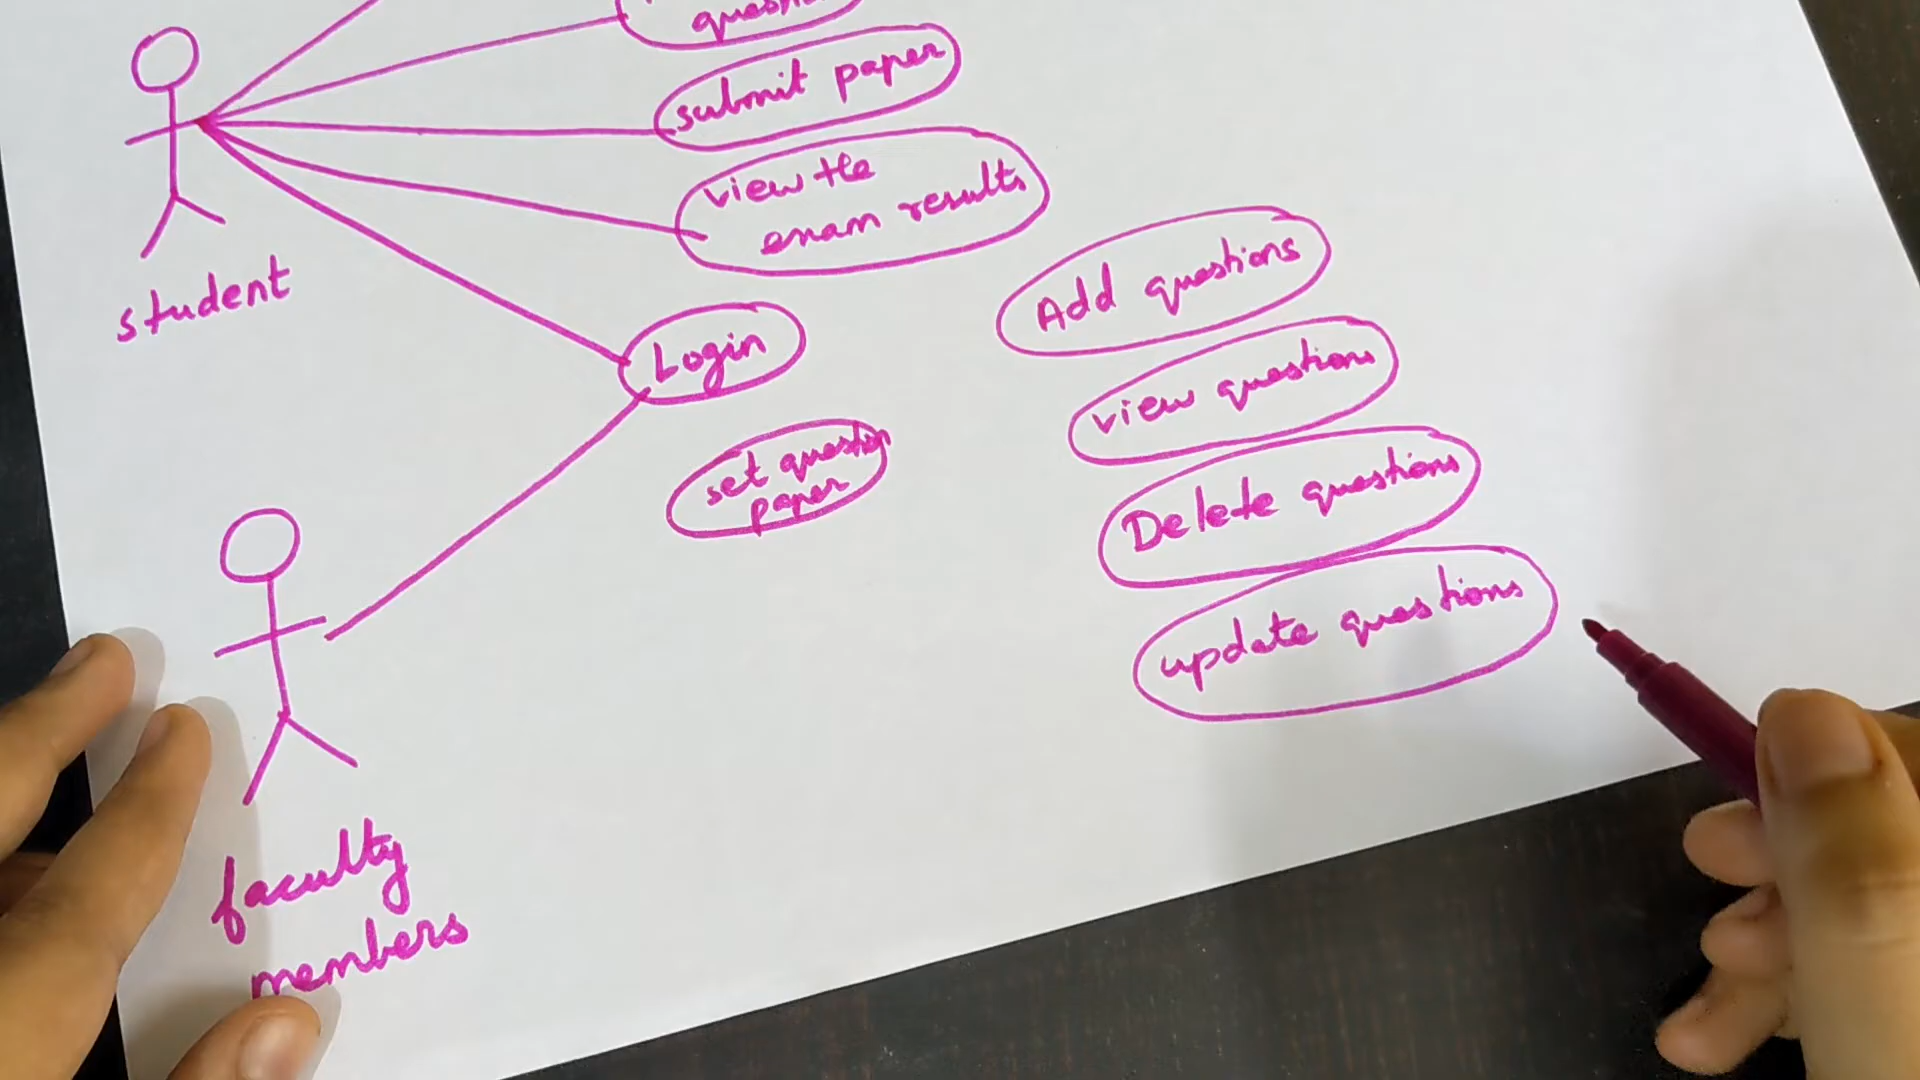 submit paper
view the
exam results
student
Login
Add questions
view questions
set question
paper
Delete questions
update questions
faculty
members